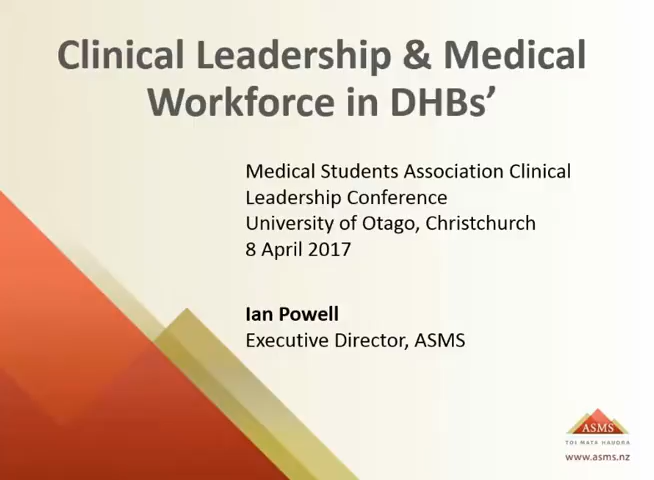 Clinical Leadership & Medical
Workforce in DHBs’
Medical Students Association Clinical
Leadership Conference
University of Otago, Christchurch
8 April 2017
Ian Powell
Executive Director, ASMS
ASMS
TOI MATA HAUORA
www.asms.nz